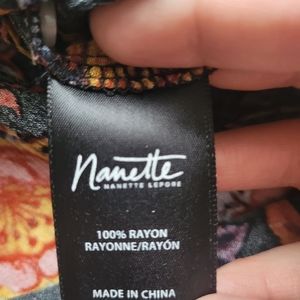 Nanette
NANETTE LEPORE
100% RAYON
RAYONNE/RAYÓN
MADE IN CHINA